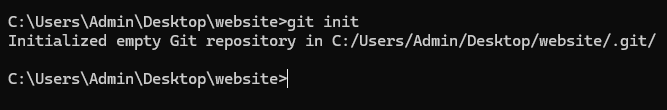 C:\Users\Admin\Desktop\website>git init
Initialized empty Git repository in C:/Users/Admin/Desktop/website/.git/
C:\Users\Admin\Desktop\website>